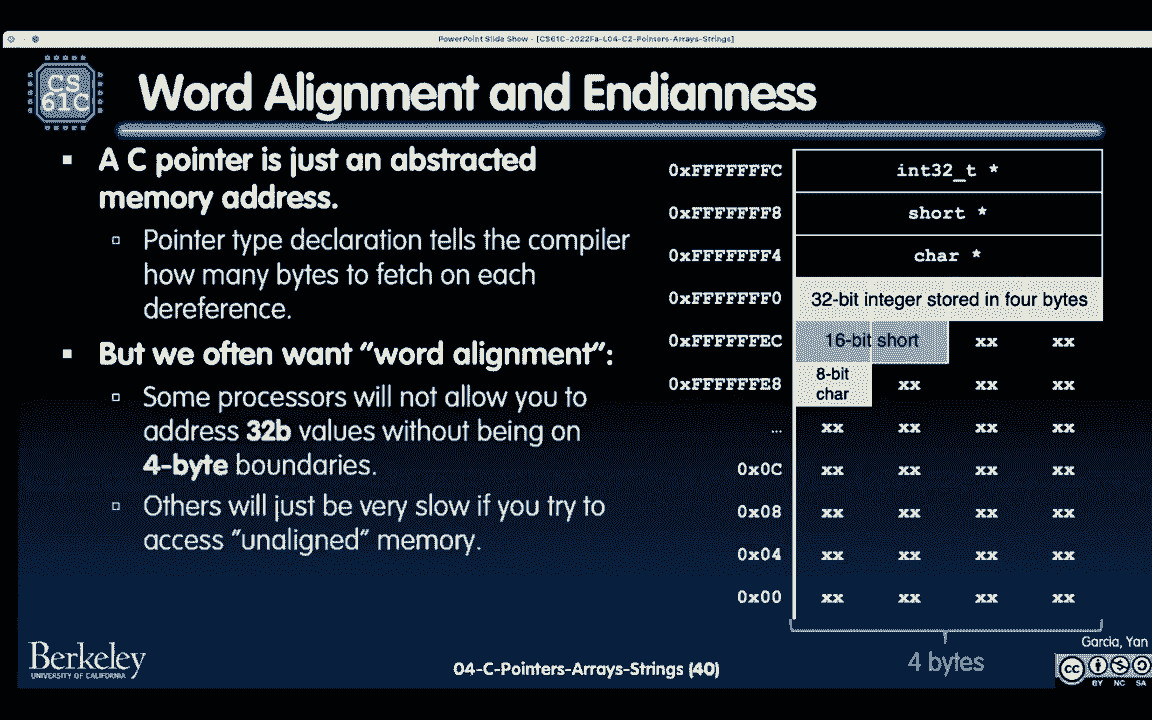 PowerPoint Slide Show - [CS61C-2022Fa-L04-C2-Pointers-Arrays-Strings]
CS
61C
Word Alignment and Endianness
▪ A C pointer is just an abstracted
memory address.
▫ Pointer type declaration tells the compiler
how many bytes to fetch on each
dereference.
▪ But we often want “word alignment”:
▫ Some processors will not allow you to
address 32b values without being on
4-byte boundaries.
▫ Others will just be very slow if you try to
access “unaligned” memory.
0xFFFFFFFC int32_t *
0xFFFFFFF8 short *
0xFFFFFFF4 char *
0xFFFFFFF0 32-bit integer stored in four bytes
0xFFFFFFEC 16-bit short xx xx
0xFFFFFFE8 8-bit char xx xx xx
... xx xx xx xx
0x0C xx xx xx xx
0x08 xx xx xx xx
0x04 xx xx xx xx
0x00 xx xx xx xx
4 bytes
Berkeley
UNIVERSITY OF CALIFORNIA
04-C-Pointers-Arrays-Strings (40)
Garcia, Yan
cc
BY NC SA